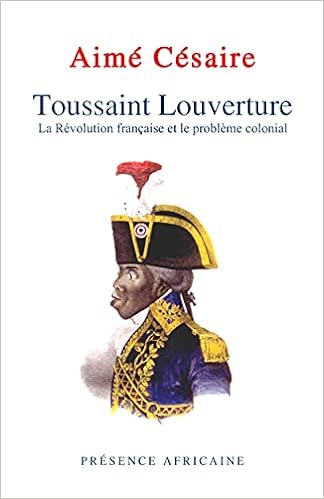 Aimé Césaire
Toussaint Louverture
La Révolution française et le problème colonial
PRÉSENCE AFRICAINE